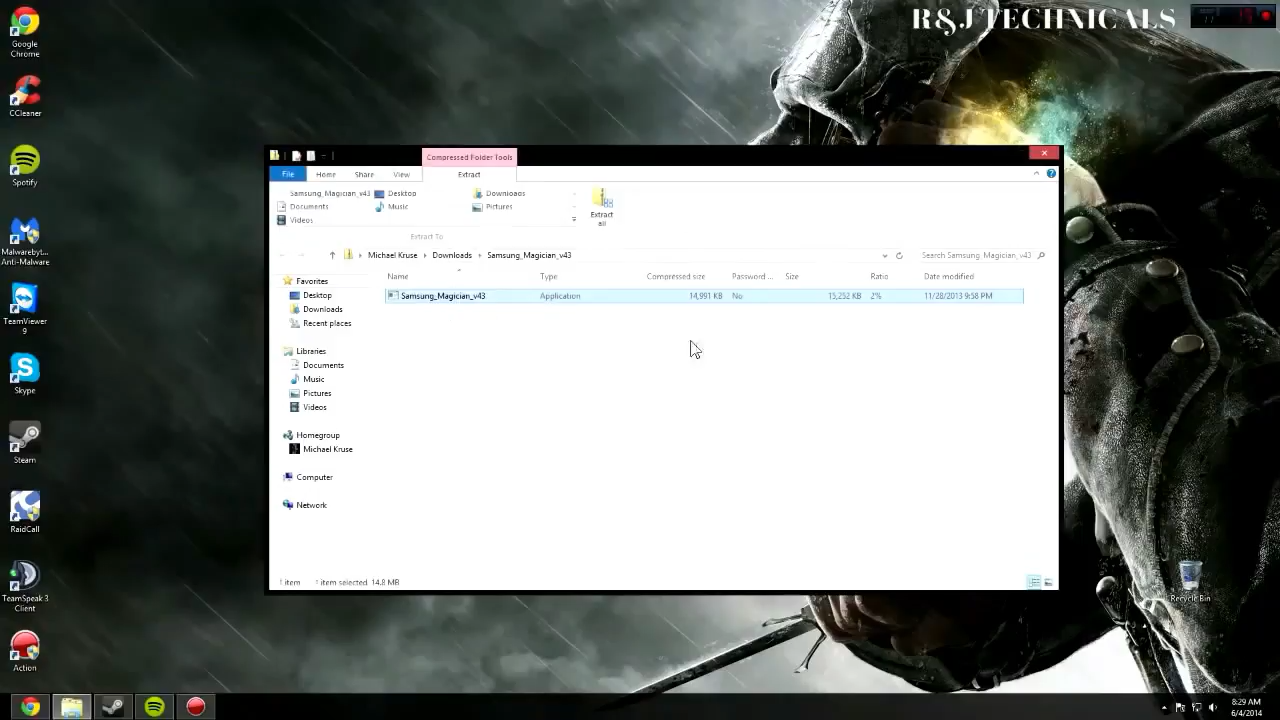 R&J TECHNICALS
Google
Chrome
CCleaner
Spotify
Malwarebyt...
Anti-Malware
TeamViewer
9
Skype
Steam
RaidCall
TeamSpeak 3
Client
Action
Recycle Bin
Compressed Folder Tools
File
Home
Share
View
Extract
Samsung_Magician_v43
Desktop
Downloads
Documents
Music
Pictures
Videos
Extract
all
Extract To
Michael Kruse
Downloads
Samsung_Magician_v43
Search Samsung_Magician_v43
Name
Type
Compressed size
Password ...
Size
Ratio
Date modified
Samsung_Magician_v43
Application
14,991 KB
No
15,252 KB
2%
11/28/2013 9:58 PM
Favorites
Desktop
Downloads
Recent places
Libraries
Documents
Music
Pictures
Videos
Homegroup
Michael Kruse
Computer
Network
1 item
1 item selected 14.8 MB
8:29 AM
6/4/2014